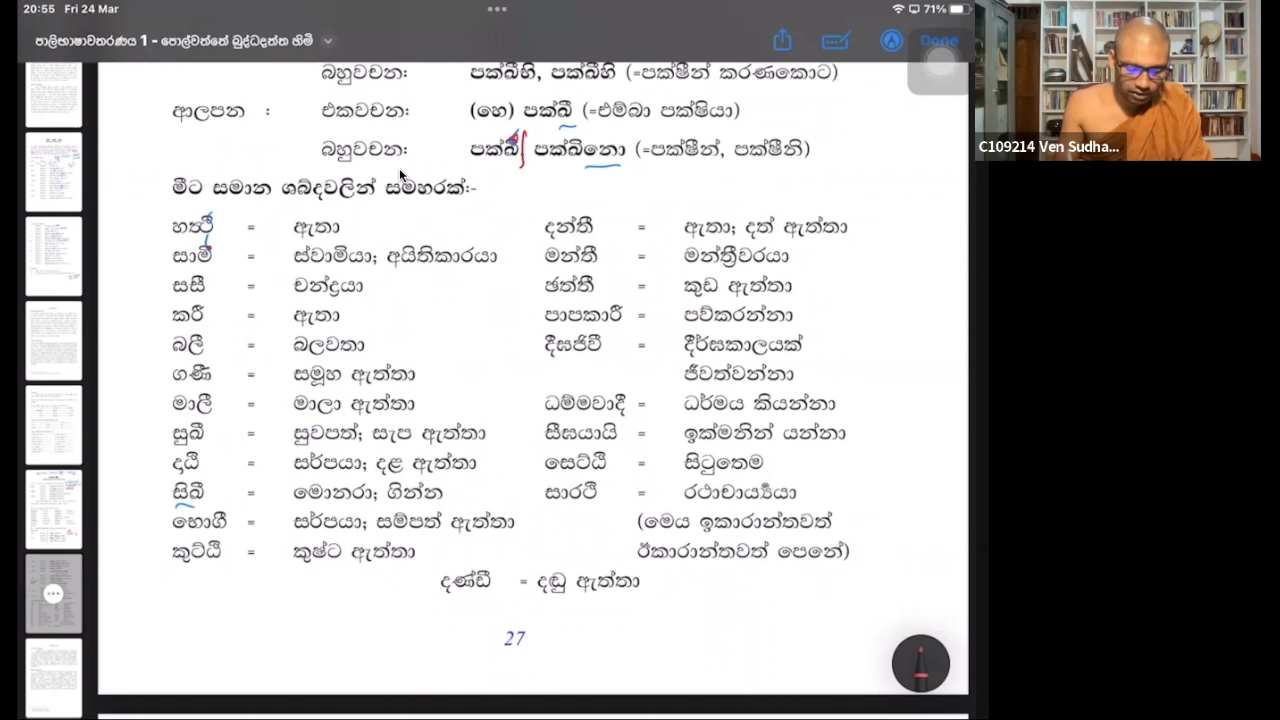 20:55 Fri 24 Mar
71%
පාලිභාෂාවතරණය 1 - පොල්වත්තේ බුද්ධදත්ත හිමි
Done
බහුවචන: පක්ඛීහි, පක්ඛීභි (=පක්ෂීන් කරණකොට)
ආලපන : එකවචන: (හෙ) පක්ඛී (=එම්බා පක්ෂියා)
බහුවචන: පක්ඛී පක්ඛිනො (=පක්ෂීන්, පක්ෂීනි)
මීට සමාන ශබ්දවලින් සමහරක්:-
හත්ථී = ඇතා දන්තී = ඇතා; දත් ඇත්තා
සාමී = ස්වාමියා; අයිතිකාරයා මන්තී = මන්ත්‍රීවරයා
සසී = චන්ද්‍රයා ඡත්තී = කුඩ ඇත්තා
කරී = ඇතා පාපකාරී = පව්කරන්නා
බලී = බලවතා දීඝජීවී = දීර්ඝකාලයක්
ගණී = සමූහ ඇත්තා ජීවත්වන්නා
මාලී = මාලා ඇත්තා ධම්මවාදී = ධර්මය කියන්නා
සුඛී = සුවපත්; සැප ඇත්තා සීඝයායි = ඉක්මනින් යන්නා
දාඨී = සර්පයා; දළ ඇත්තා සෙට්ඨි = සිටුතෙම
සිඛී = මොනරා; ගින්න සාරථි = රථාචාර්‍ය්‍යයා
භොගී = සර්පයා; සම්පත් ඇත්තා (මෙය ඉකාරාන්තවත්
කුට්ඨි = කුෂ්ට ඇත්තා ඊකාරාන්තවත් පෙනේ)
දණ්ඩී = දඬු ඇත්තා
27
C109214 Ven Sudha...